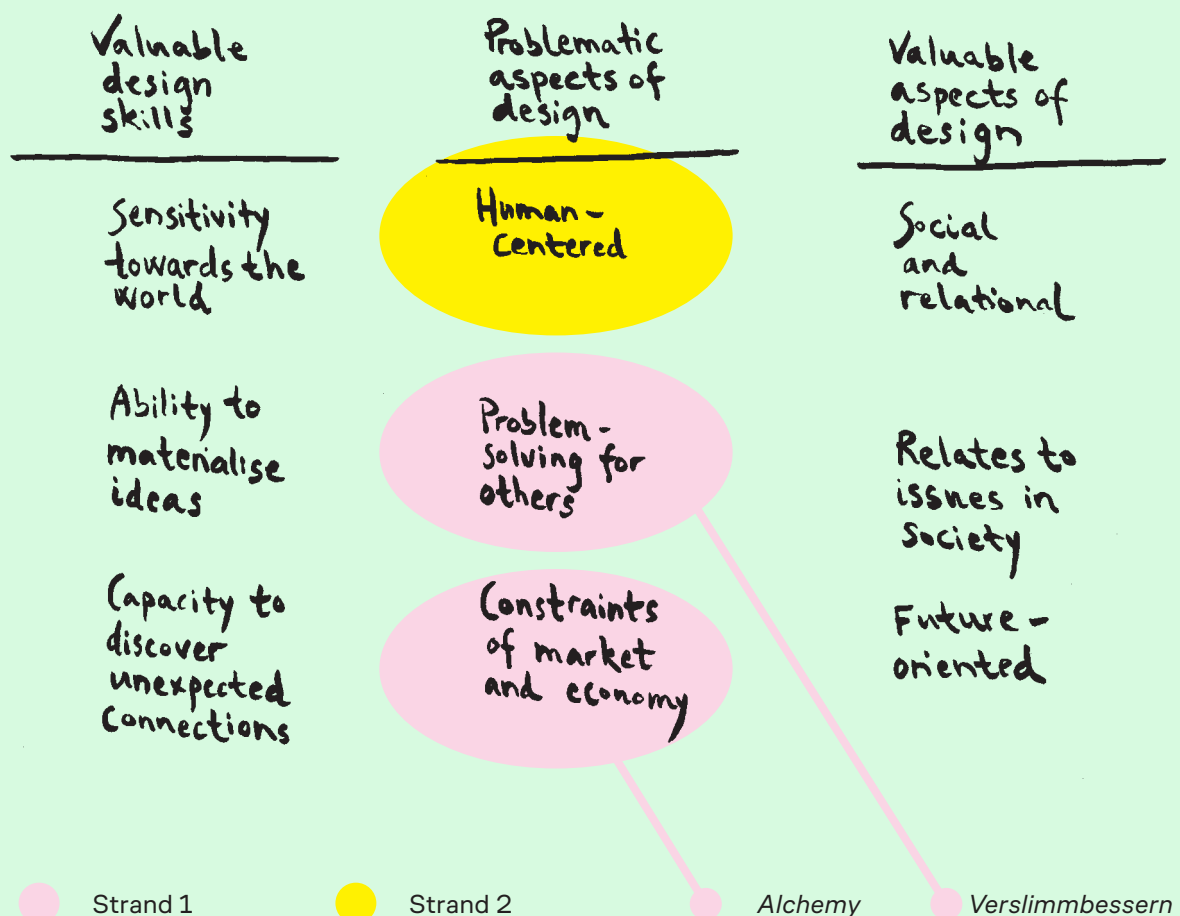 Valuable
design
skills
Sensitivity
towards the
world
Ability to
materialise
ideas
Capacity to
discover
unexpected
connections
Problematic
aspects of
design
Human-
centered
Problem-
solving for
others
Constraints
of market
and economy
Valuable
aspects of
design
Social
and
relational
Relates to
issues in
society
Future-
oriented
Strand 1
Strand 2
Alchemy
Verslimmbessern